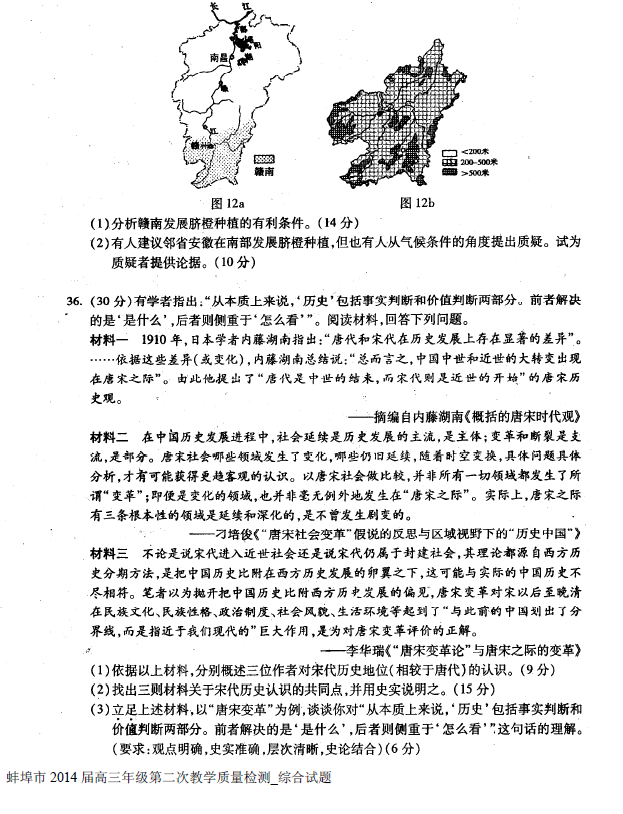 长 江
南昌
赣州
赣南
图12a
<200米
200-500米
>500米
图12b
(1)分析赣南发展脐橙种植的有利条件。(14分)
(2)有人建议邻省安徽在南部发展脐橙种植,但也有人从气候条件的角度提出质疑。试为
质疑者提供论据。(10分)
36. (30分)有学者指出:“从本质上来说,‘历史’包括事实判断和价值判断两部分。前者解决
的是‘是什么’,后者则侧重于‘怎么看’”。阅读材料,回答下列问题。
材料一 1910年,日本学者内藤湖南指出:“唐代和宋代在历史发展上存在显著的差异”。
……依据这些差异(或变化),内藤湖南总结说:“总而言之,中国中世和近世的大转变出现
在唐宋之际”。由此他提出了“唐代是中世的结束,而宋代则是近世的开始”的唐宋历
史观。
——摘编自内藤湖南《概括的唐宋时代观》
材料二 在中国历史发展进程中,社会延续是历史发展的主流,是主体;变革和断裂是支
流,是部分。唐宋社会哪些领域发生了变化,哪些仍旧延续,随着时空变换,具体问题具体
分析,才有可能获得更趋客观的认识。以唐宋社会做比较,并非所有一切领域都发生了所
谓“变革”;即便是变化的领域,也并非毫无例外地发生在“唐宋之际”。实际上,唐宋之际
有三条根本性的领域是延续和深化的,是不曾发生剧变的。
——刁培俊《“唐宋社会变革”假说的反思与区域视野下的“历史中国”》
材料三 不论是说宋代进入近世社会还是说宋代仍属于封建社会,其理论都源自西方历
史分期方法,是把中国历史比附在西方历史发展的卵翼之下,这可能与实际的中国历史不
尽相符。笔者以为抛开把中国历史比附西方历史发展的偏见,唐宋变革对宋以后至晚清
在民族文化、民族性格、政治制度、社会风貌、生活环境等起到了“与此前的中国划出了分
界线,而是指近于我们现代的”巨大作用,是为对唐宋变革评价的正解。
——李华瑞《“唐宋变革论”与唐宋之际的变革》
(1)依据以上材料,分别概述三位作者对宋代历史地位(相较于唐代)的认识。(9分)
(2)找出三则材料关于宋代历史认识的共同点,并用史实说明之。(15分)
(3)立足上述材料,以“唐宋变革”为例,谈谈你对“从本质上来说,‘历史’包括事实判断和
价值判断两部分。前者解决的是‘是什么’,后者则侧重于‘怎么看’”这句话的理解。
(要求:观点明确,史实准确,层次清晰,史论结合)(6分)
蚌埠市 2014 届高三年级第二次教学质量检测_综合试题